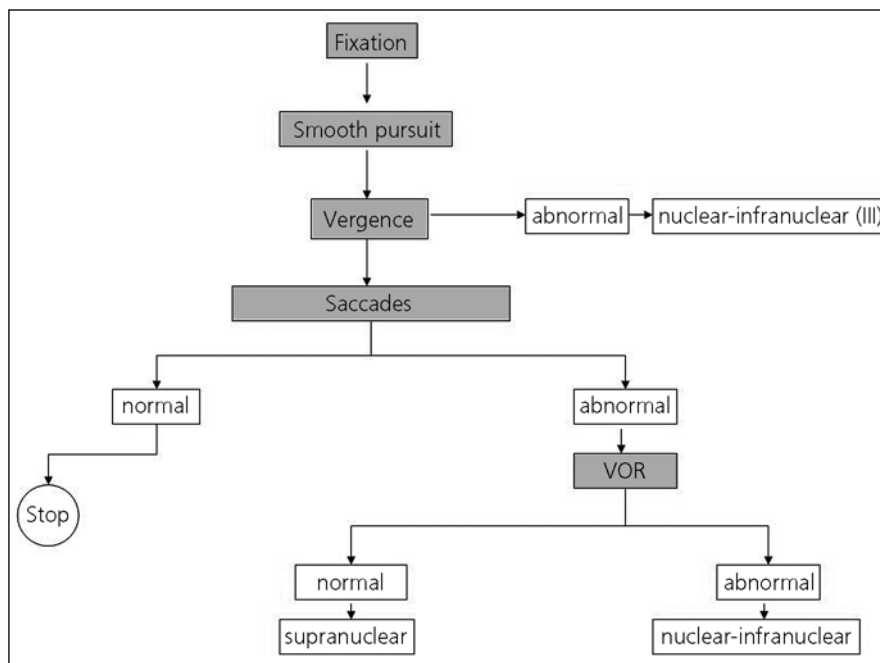 Fixation
Smooth pursuit
Vergence
abnormal
nuclear-infranuclear (III)
Saccades
normal
abnormal
VOR
Stop
normal
abnormal
supranuclear
nuclear-infranuclear